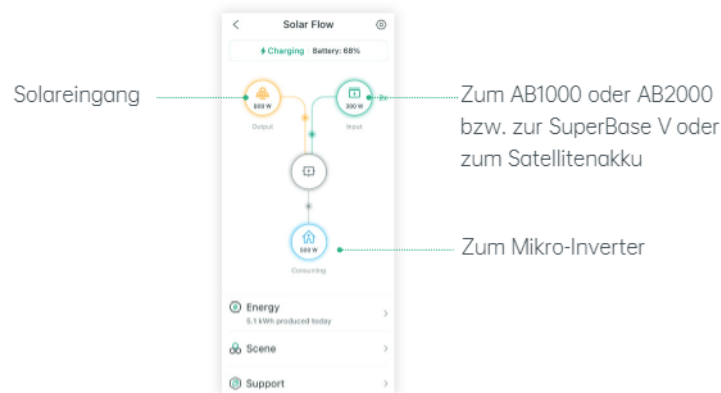 Solar Flow
Charging Battery: 68%
Solareingang
800 W
300 W
2x
Output
Input
Zum AB1000 oder AB2000
bzw. zur SuperBase V oder
zum Satellitenakku
500 W
Zum Mikro-Inverter
Consuming
Energy
5.1 kWh produced today
Scene
Support